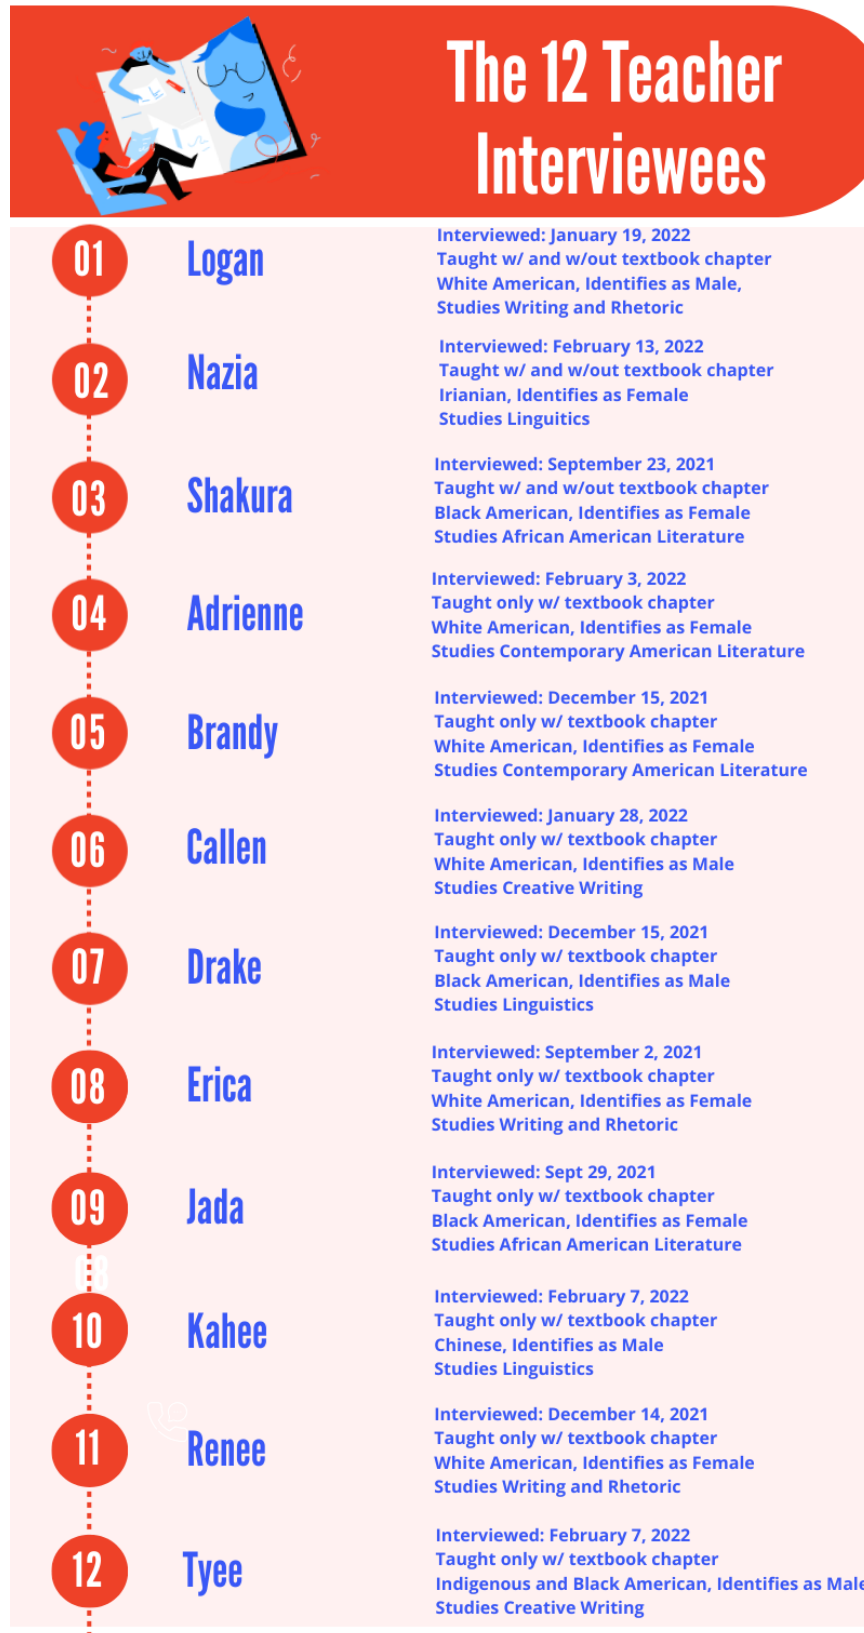 The 12 Teacher
Interviewees
01
Logan
Interviewed: January 19, 2022
Taught w/ and w/out textbook chapter
White American, Identifies as Male,
Studies Writing and Rhetoric
02
Nazia
Interviewed: February 13, 2022
Taught w/ and w/out textbook chapter
Irianian, Identifies as Female
Studies Linguitics
03
Shakura
Interviewed: September 23, 2021
Taught w/ and w/out textbook chapter
Black American, Identifies as Female
Studies African American Literature
04
Adrienne
Interviewed: February 3, 2022
Taught only w/ textbook chapter
White American, Identifies as Female
Studies Contemporary American Literature
05
Brandy
Interviewed: December 15, 2021
Taught only w/ textbook chapter
White American, Identifies as Female
Studies Contemporary American Literature
06
Callen
Interviewed: January 28, 2022
Taught only w/ textbook chapter
White American, Identifies as Male
Studies Creative Writing
07
Drake
Interviewed: December 15, 2021
Taught only w/ textbook chapter
Black American, Identifies as Male
Studies Linguistics
08
Erica
Interviewed: September 2, 2021
Taught only w/ textbook chapter
White American, Identifies as Female
Studies Writing and Rhetoric
09
Jada
Interviewed: Sept 29, 2021
Taught only w/ textbook chapter
Black American, Identifies as Female
Studies African American Literature
08
10
Kahee
Interviewed: February 7, 2022
Taught only w/ textbook chapter
Chinese, Identifies as Male
Studies Linguistics
11
Renee
Interviewed: December 14, 2021
Taught only w/ textbook chapter
White American, Identifies as Female
Studies Writing and Rhetoric
12
Tyee
Interviewed: February 7, 2022
Taught only w/ textbook chapter
Indigenous and Black American, Identifies as Male
Studies Creative Writing